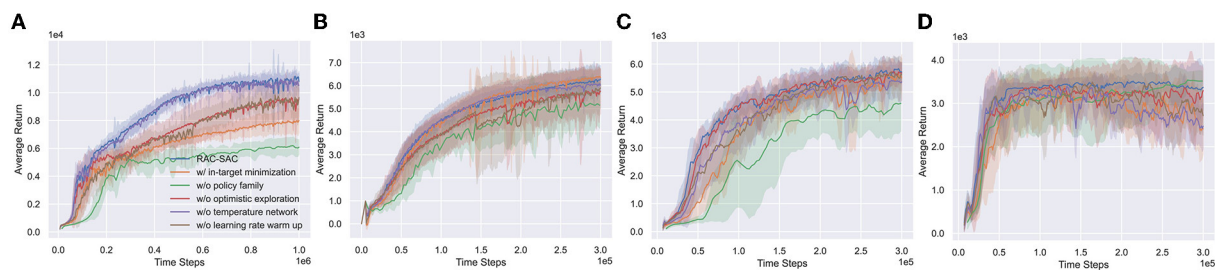 A
1e4
Average Return
1.2
1.0
0.8
0.6
0.4
0.2
0.0
RAC-SAC
w/ in-target minimization
w/o policy family
w/o optimistic exploration
w/o temperature network
w/o learning rate warm up
0.0 0.2 0.4 0.6 0.8 1.0
1e6
Time Steps
B
1e3
Average Return
7.0
6.0
5.0
4.0
3.0
2.0
1.0
0.0
0.0 0.5 1.0 1.5 2.0 2.5 3.0
1e5
Time Steps
C
1e3
Average Return
6.0
5.0
4.0
3.0
2.0
1.0
0.0
0.0 0.5 1.0 1.5 2.0 2.5 3.0
1e5
Time Steps
D
1e3
Average Return
4.0
3.0
2.0
1.0
0.0
0.0 0.5 1.0 1.5 2.0 2.5 3.0
1e5
Time Steps